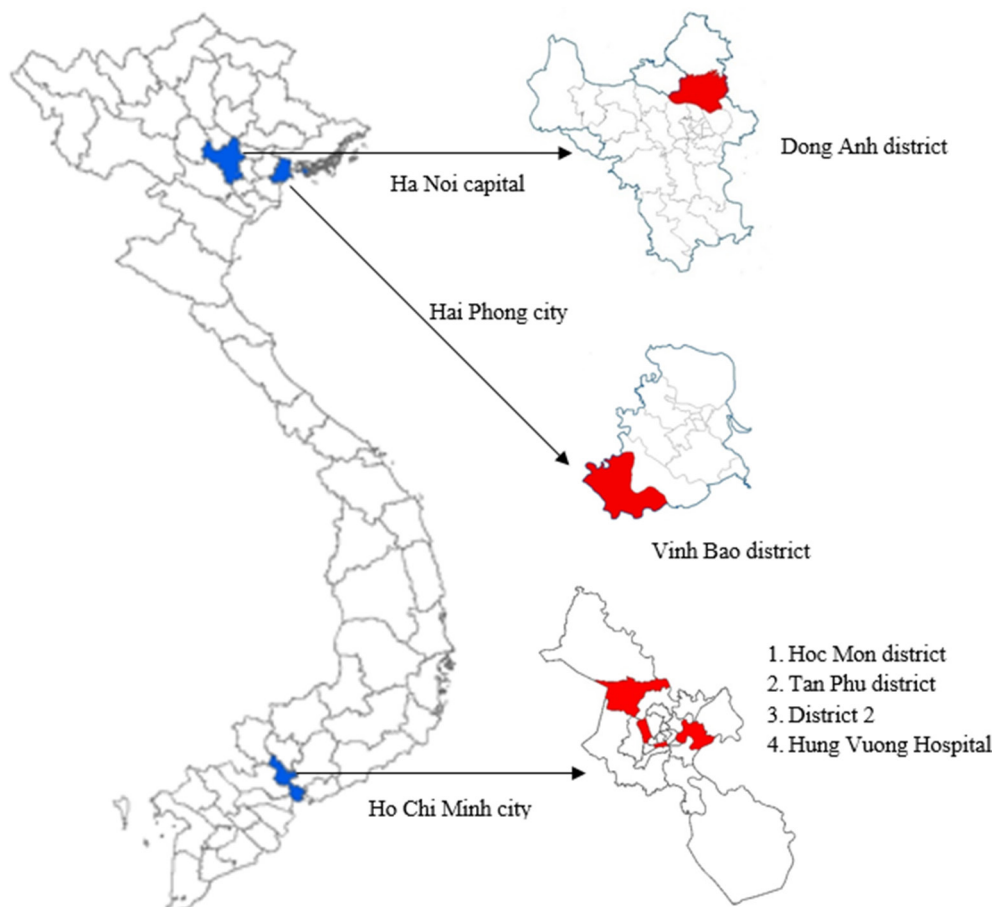 Dong Anh district
Ha Noi capital
Hai Phong city
Vinh Bao district
1. Hoc Mon district
2. Tan Phu district
3. District 2
4. Hung Vuong Hospital
Ho Chi Minh city